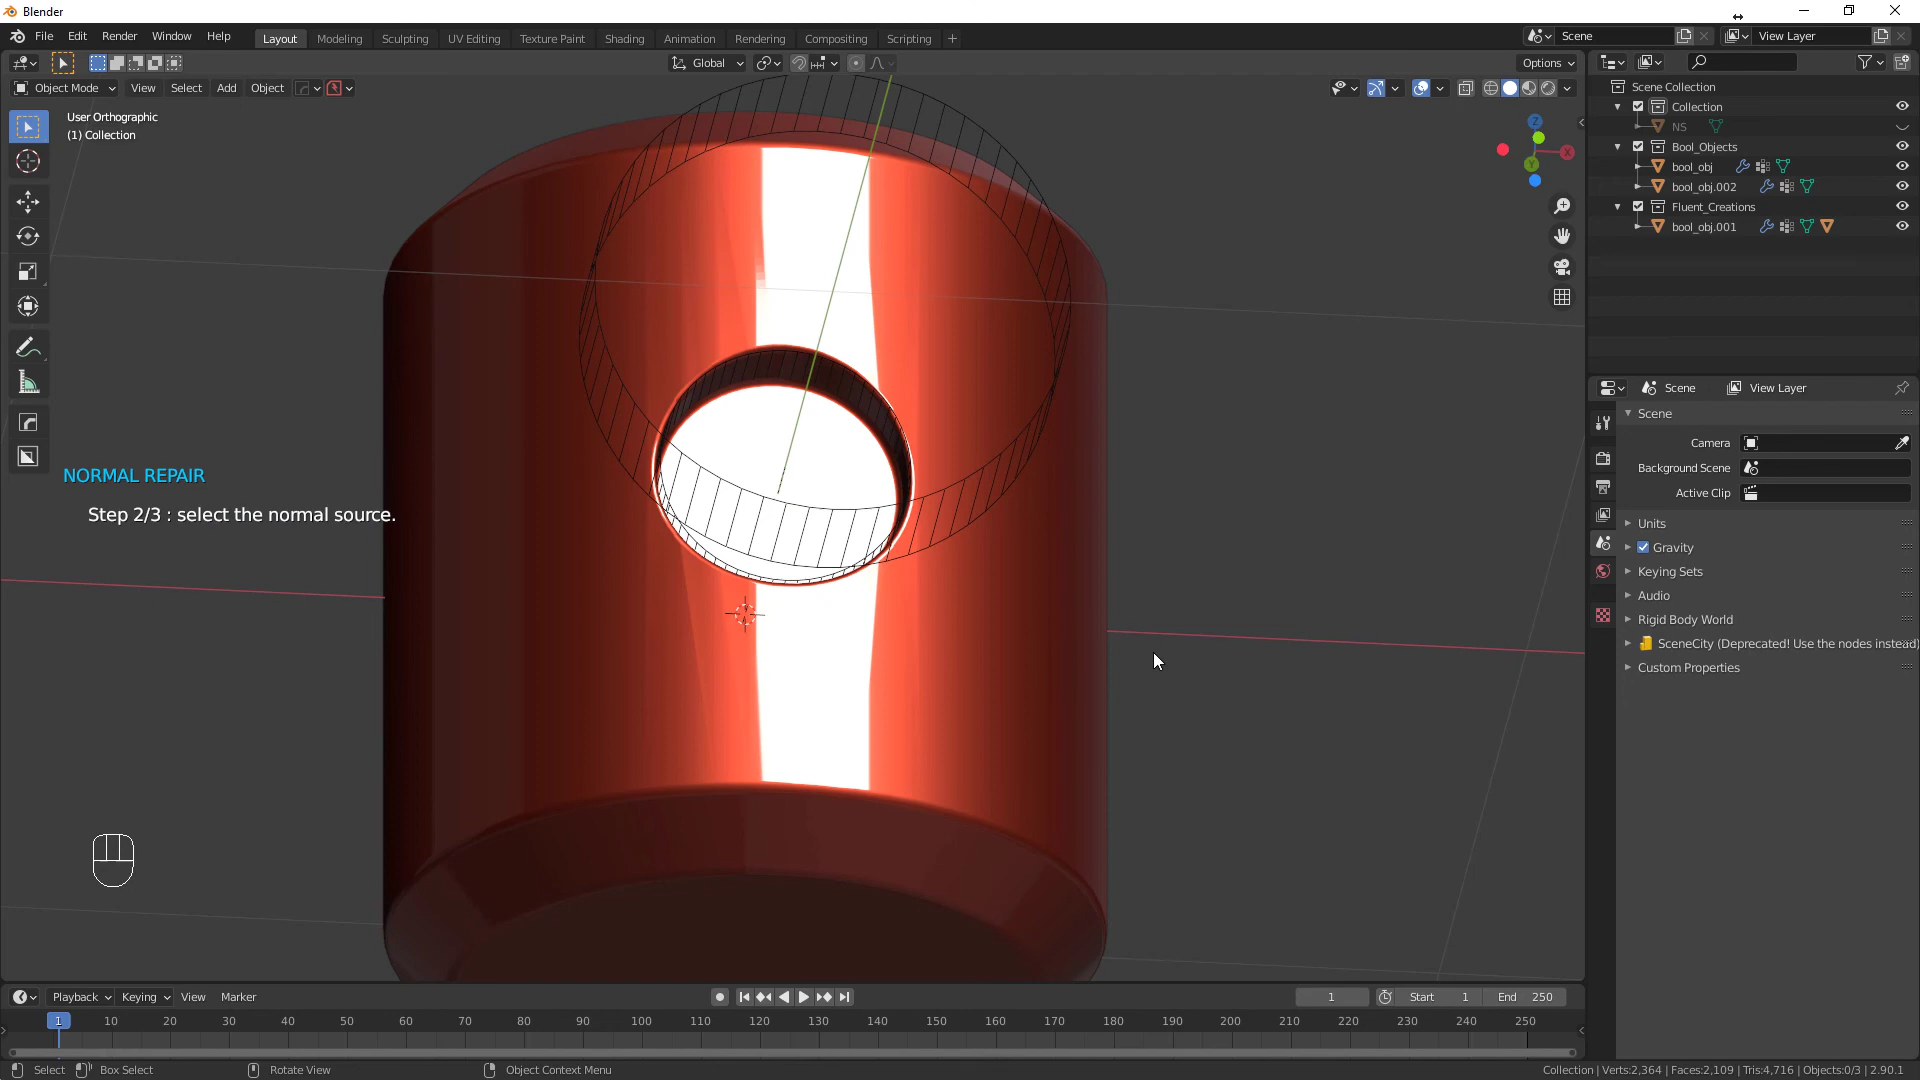 Blender
File Edit Render Window Help Layout Modeling Sculpting UV Editing Texture Paint Shading Animation Rendering Compositing Scripting + Scene View Layer
Global Options
Object Mode View Select Add Object
User Orthographic
(1) Collection
Z
X
Y
NORMAL REPAIR
Step 2/3 : select the normal source.
Scene Collection
Collection
NS
Bool_Objects
bool_obj
bool_obj.002
Fluent_Creations
bool_obj.001
Scene View Layer
Scene
Camera
Background Scene
Active Clip
Units
Gravity
Keying Sets
Audio
Rigid Body World
SceneCity (Deprecated! Use the nodes instead)
Custom Properties
Playback Keying View Marker 1 Start 1 End 250
1 10 20 30 40 50 60 70 80 90 100 110 120 130 140 150 160 170 180 190 200 210 220 230 240 250
Select Box Select Rotate View Object Context Menu Collection | Verts:2,364 | Faces:2,109 | Tris:4,716 | Objects:0/3 | 2.90.1